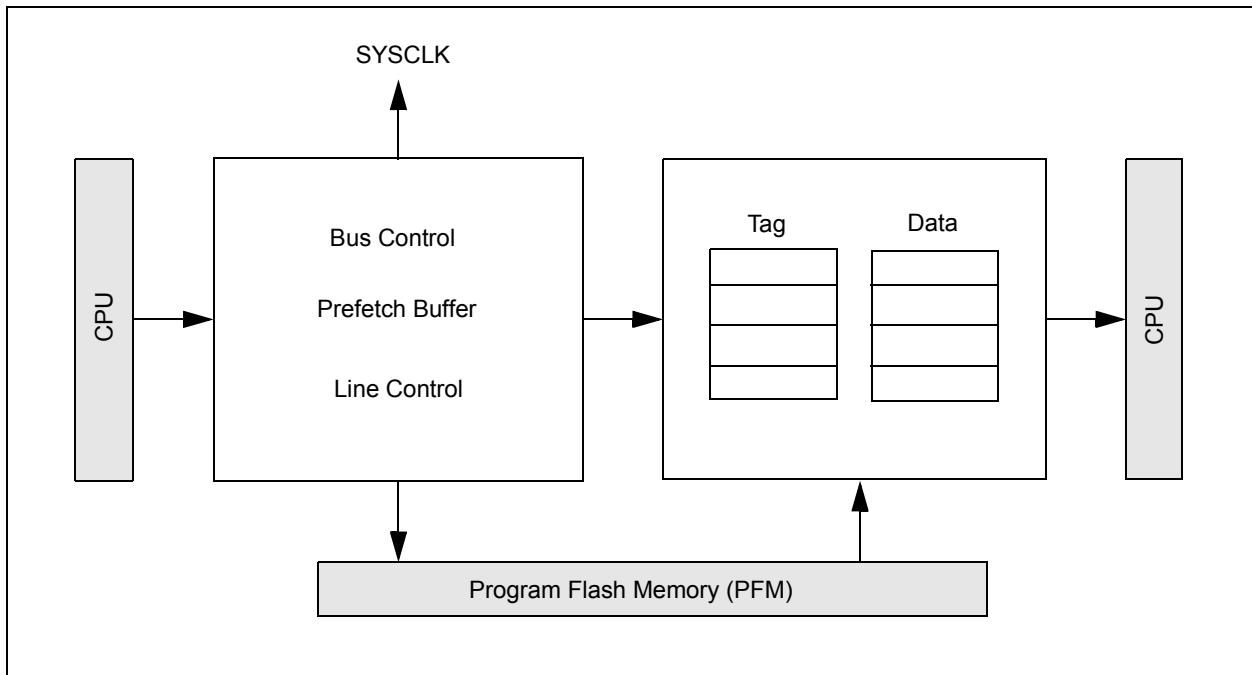 SYSCLK
CPU
Bus Control
Prefetch Buffer
Line Control
Tag
Data
CPU
Program Flash Memory (PFM)